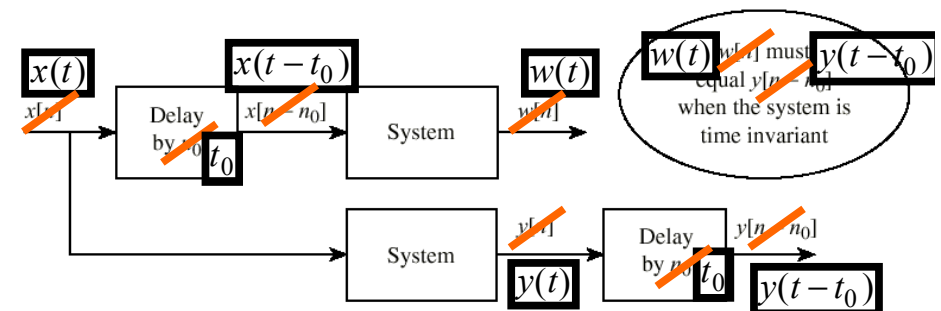 x(t)
x[n]
Delay
by n₀
t₀
x(t − t₀)
x[n − n₀]
System
w(t)
w[n]
w(t) w[n] must y(t − t₀)
equal y[n − n₀]
when the system is
time invariant
System
y[n]
y(t)
Delay
by n₀
t₀
y[n − n₀]
y(t − t₀)